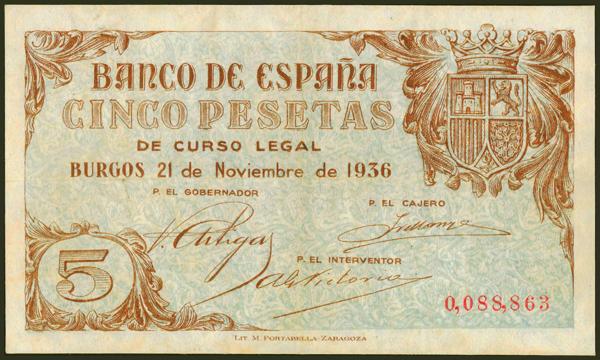 BANCO DE ESPAÑA
CINCO PESETAS
DE CURSO LEGAL
BURGOS 21 de Noviembre de 1936
P. EL GOBERNADOR
P. EL CAJERO
P. EL INTERVENTOR
5
0,088,863
LIT. M. PORTABELLA-ZARAGOZA